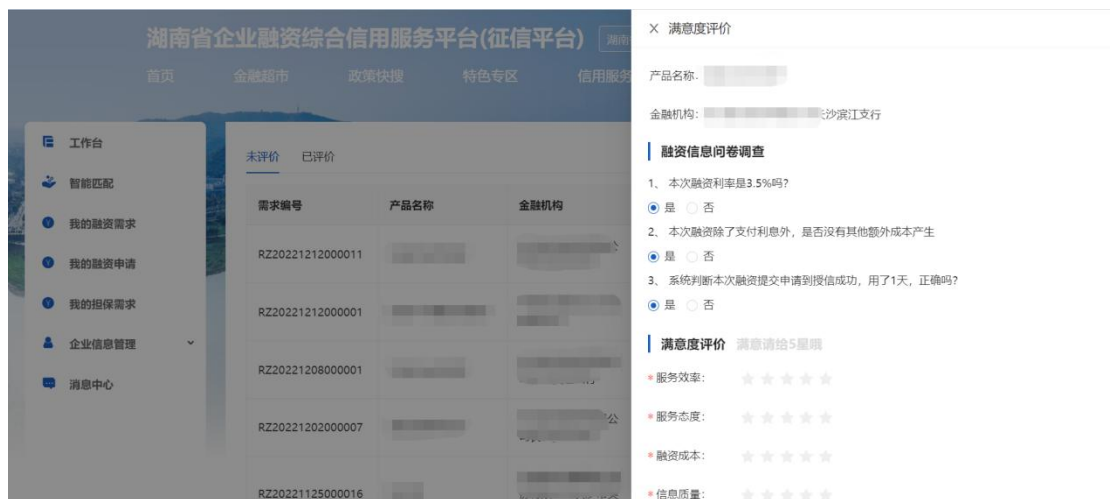 湖南省企业融资综合信用服务平台(征信平台)
湖南
首页 金融超市 政策快搜 特色专区 信用服务
工作台
智能匹配
我的融资需求
我的融资申请
我的担保需求
企业信息管理
消息中心
未评价 已评价
需求编号 产品名称 金融机构
RZ20221212000011
RZ20221212000001
RZ20221208000001
RZ20221202000007
公
RZ20221125000016
X 满意度评价
产品名称:
金融机构: 沙滨江支行
融资信息问卷调查
1、 本次融资利率是3.5%吗?
是 否
2、 本次融资除了支付利息外，是否没有其他额外成本产生
是 否
3、 系统判断本次融资提交申请到授信成功，用了1天，正确吗?
是 否
满意度评价 满意请给5星哦
*服务效率:
*服务态度:
*融资成本:
*信息质量: